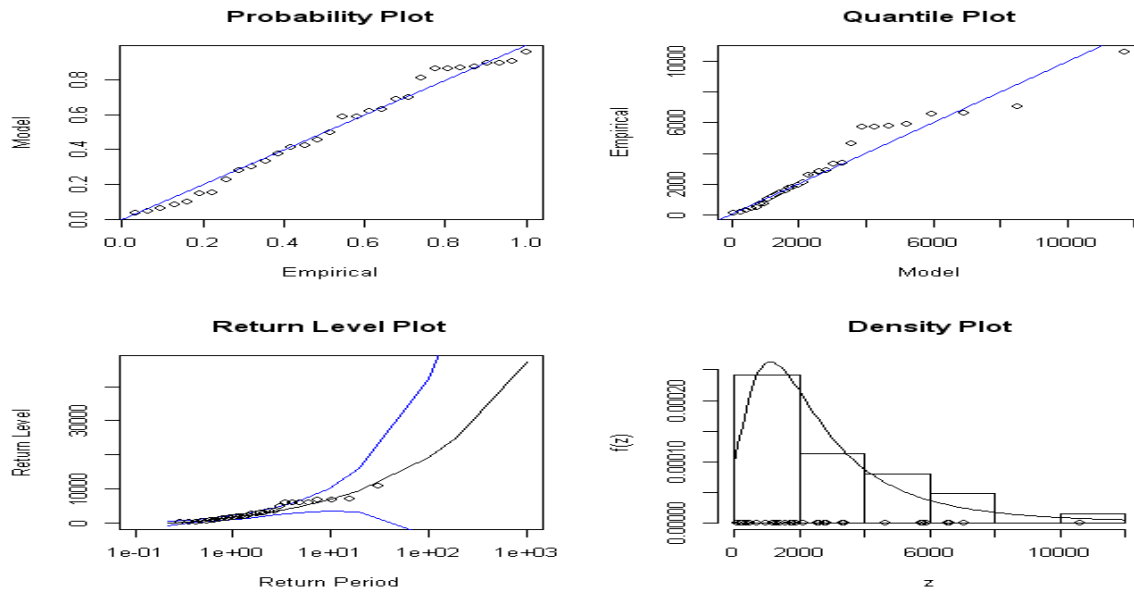 Probability Plot
Model
0.0 0.2 0.4 0.6 0.8
0.0 0.2 0.4 0.6 0.8 1.0
Empirical
Quantile Plot
Empirical
0 2000 6000 10000
0 2000 6000 10000
Model
Return Level Plot
Return Level
0 10000 30000
1e-01 1e+00 1e+01 1e+02 1e+03
Return Period
Density Plot
f(z)
0.00000 0.00010 0.00020
0 2000 6000 10000
z